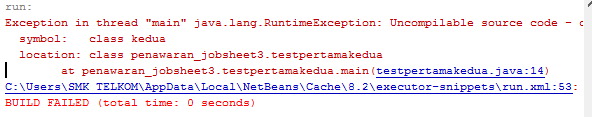 run:
Exception in thread "main" java.lang.RuntimeException: Uncompilable source code -
symbol:   class kedua
location: class penawaran_jobsheet3.testpertamakedua
at penawaran_jobsheet3.testpertamakedua.main(testpertamakedua.java:14)
C:\Users\SMK TELKOM\AppData\Local\NetBeans\Cache\8.2\executor-snippets\run.xml:53:
BUILD FAILED (total time: 0 seconds)